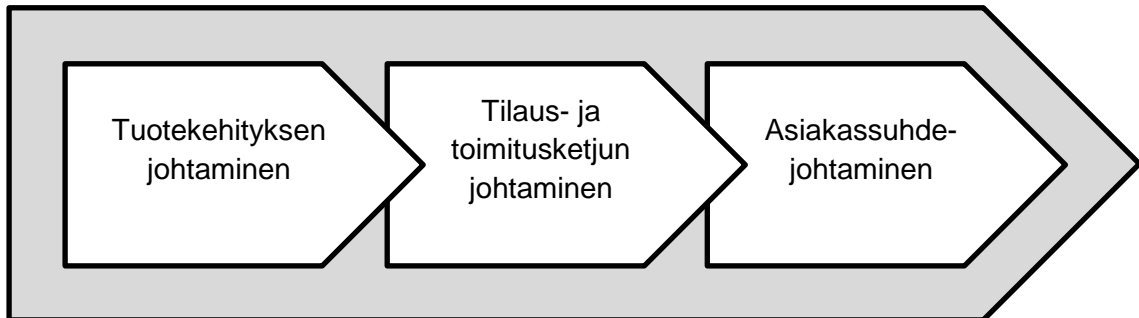 Tuotekehityksen
johtaminen
Tilaus- ja
toimitusketjun
johtaminen
Asiakassuhde-
johtaminen